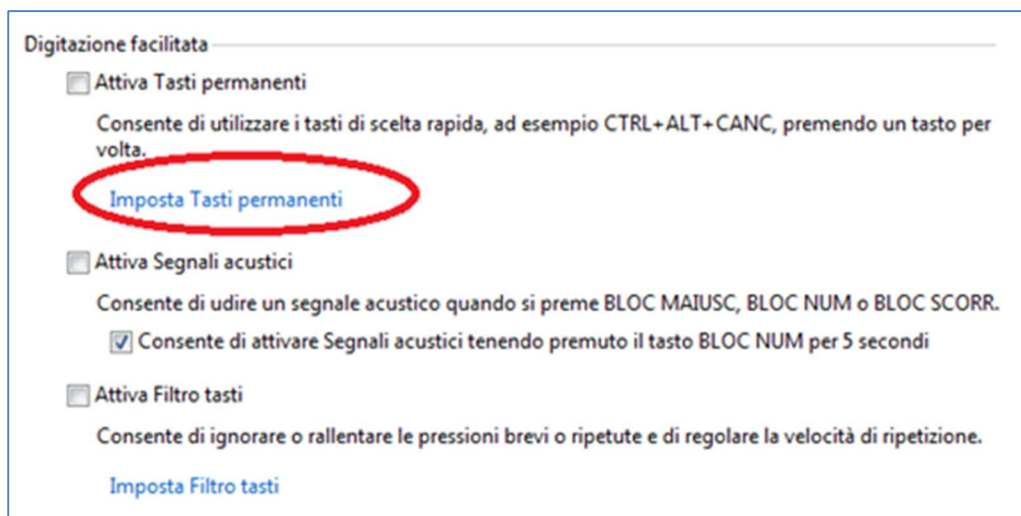 Digitazione facilitata
Attiva Tasti permanenti
Consente di utilizzare i tasti di scelta rapida, ad esempio CTRL+ALT+CANC, premendo un tasto per
volta.
Imposta Tasti permanenti
Attiva Segnali acustici
Consente di udire un segnale acustico quando si preme BLOC MAIUSC, BLOC NUM o BLOC SCORR.
Consente di attivare Segnali acustici tenendo premuto il tasto BLOC NUM per 5 secondi
Attiva Filtro tasti
Consente di ignorare o rallentare le pressioni brevi o ripetute e di regolare la velocità di ripetizione.
Imposta Filtro tasti